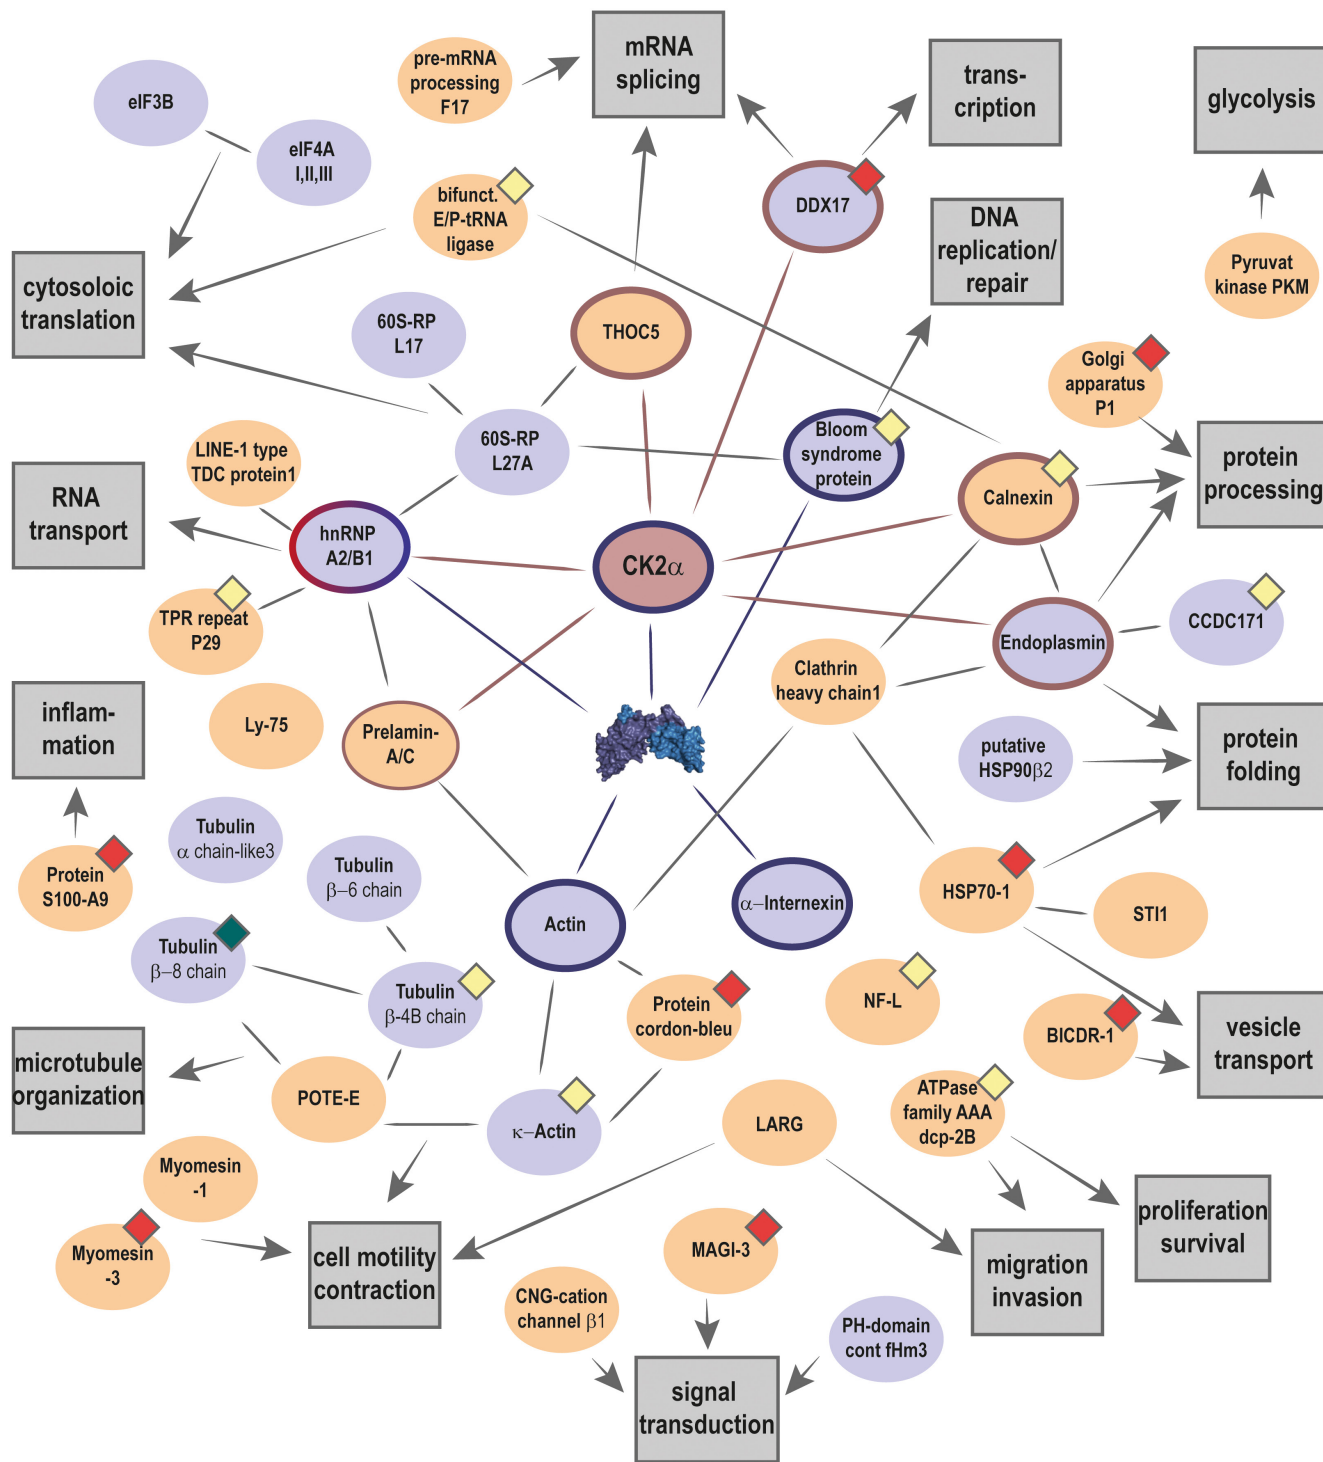 pre-mRNA
processing
F17
mRNA
splicing
trans-
cription
glycolysis
eIF3B
eIF4A
I,II,III
bifunct.
E/P-tRNA
ligase
DDX17
DNA
replication/
repair
Pyruvat
kinase PKM
cytosoloic
translation
60S-RP
L17
THOC5
Golgi
apparatus
P1
60S-RP
L27A
Bloom
syndrome
protein
LINE-1 type
TDC protein1
Calnexin
protein
processing
RNA
transport
hnRNP
A2/B1
CK2α
TPR repeat
P29
Endoplasmin
CCDC171
Clathrin
heavy chain1
inflam-
mation
Ly-75
Prelamin-
A/C
putative
HSP90β2
protein
folding
Tubulin
α chain-like3
Tubulin
β–6 chain
Protein
S100-A9
HSP70-1
STI1
Actin
α–Internexin
Tubulin
β–8 chain
Tubulin
β-4B chain
Protein
cordon-bleu
NF-L
BICDR-1
vesicle
transport
microtubule
organization
POTE-E
κ–Actin
LARG
ATPase
family AAA
dcp-2B
Myomesin
-1
Myomesin
-3
cell motility
contraction
MAGI-3
migration
invasion
proliferation
survival
CNG-cation
channel β1
PH-domain
cont fHm3
signal
transduction